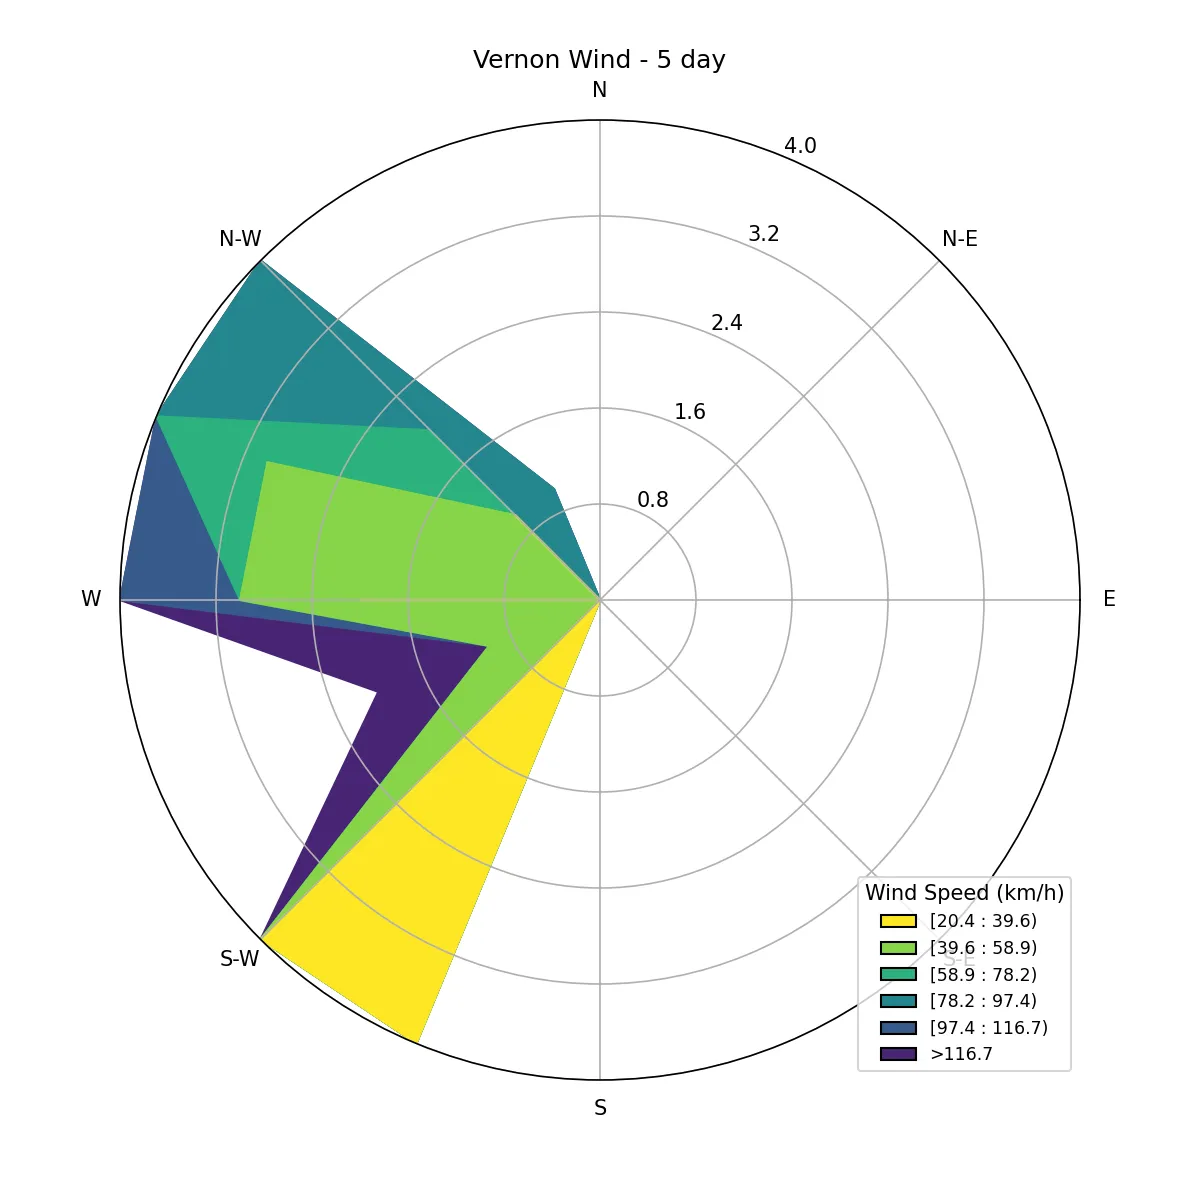 Vernon Wind - 5 day
N
4.0
N-W
N-E
3.2
2.4
1.6
0.8
W
E
S-W
S-E
S
Wind Speed (km/h)
[20.4 : 39.6)
[39.6 : 58.9)
[58.9 : 78.2)
[78.2 : 97.4)
[97.4 : 116.7)
>116.7